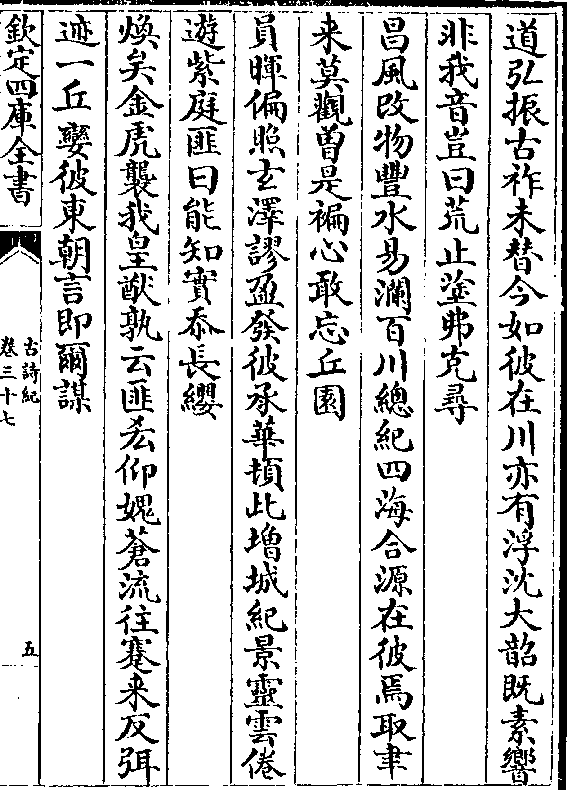 道弘振古祚未替今如彼在川亦有浮沈大韶既素響
非我音豈曰荒止塗弗克尋
昌風改物豐水易瀾百川總紀四海合源在彼焉取聿
来莫觀曽是褊心敢忘丘園
員暉偏照玄澤謬盈發彼承華頓此增城紀景靈雲倦
遊紫庭匪曰能知實忝長纓
煥矣金虎襲我皇猷孰云匪㳒仰媿蒼流往蹇来反弭
迹一丘孌彼東朝言即爾謀
欽定四庫全書
古詩紀
卷三十七
五